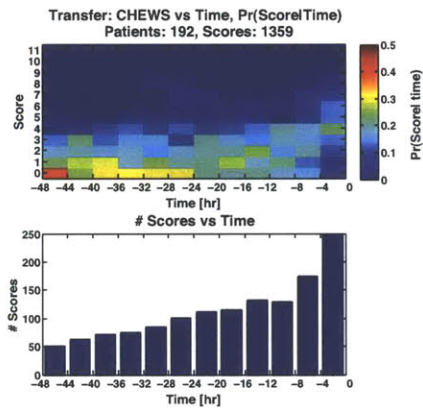 Transfer: CHEWS vs Time, Pr(Score|Time)
Patients: 192, Scores: 1359
11
10
9
8
7
6
5
4
3
2
1
0
Score
-48 -44 -40 -36 -32 -28 -24 -20 -16 -12 -8 -4 0
Time [hr]
0.5
0.4
0.3
0.2
0.1
0
Pr(Score| time)
# Scores vs Time
250
200
150
100
50
0
# Scores
-48 -44 -40 -36 -32 -28 -24 -20 -16 -12 -8 -4 0
Time [hr]